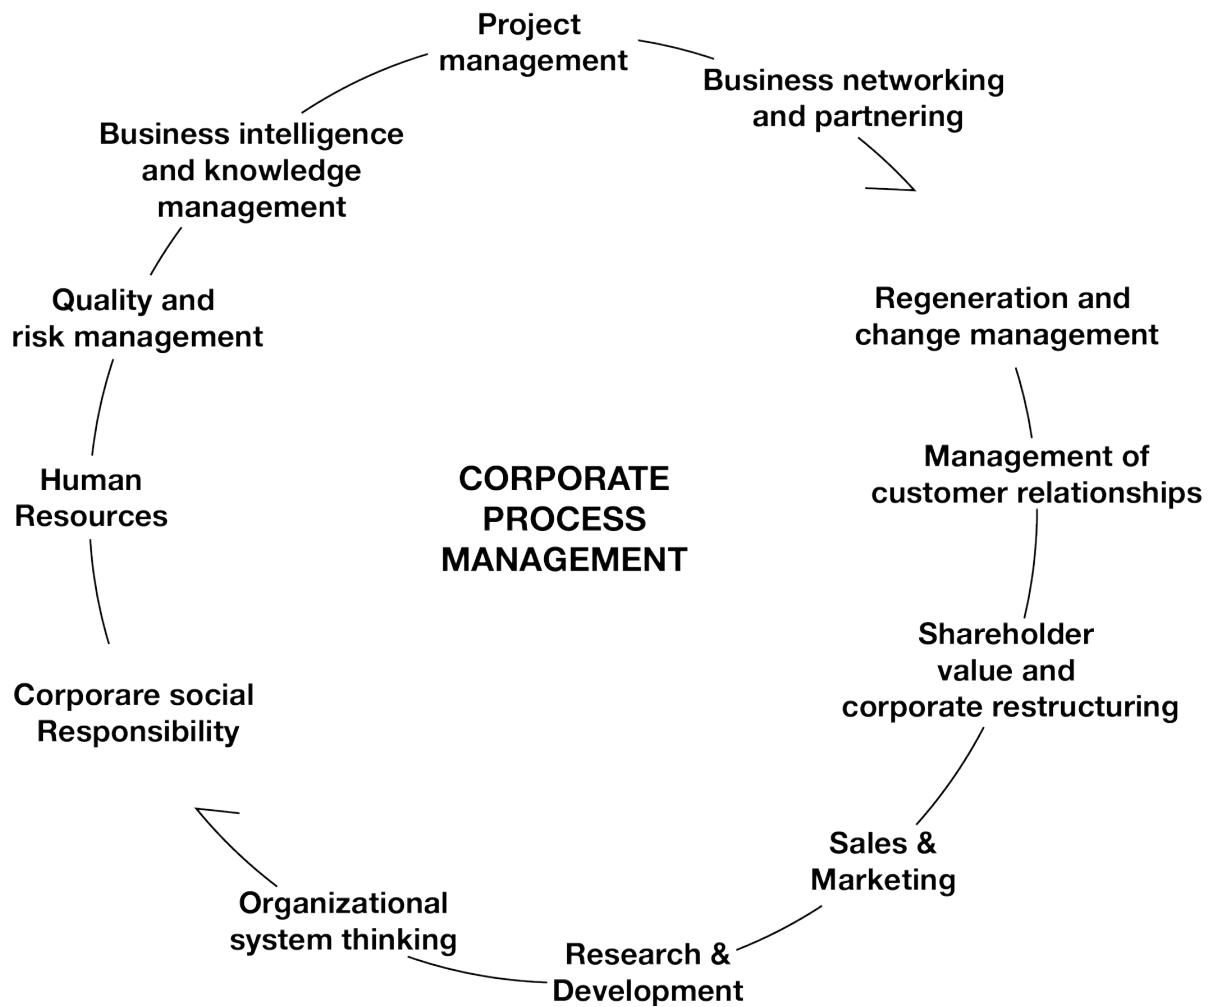 Project
management
Business networking
and partnering
Regeneration and
change management
Management of
customer relationships
Shareholder
value and
corporate restructuring
Sales &
Marketing
Research &
Development
Organizational
system thinking
Corporare social
Responsibility
Human
Resources
Quality and
risk management
Business intelligence
and knowledge
management
CORPORATE
PROCESS
MANAGEMENT